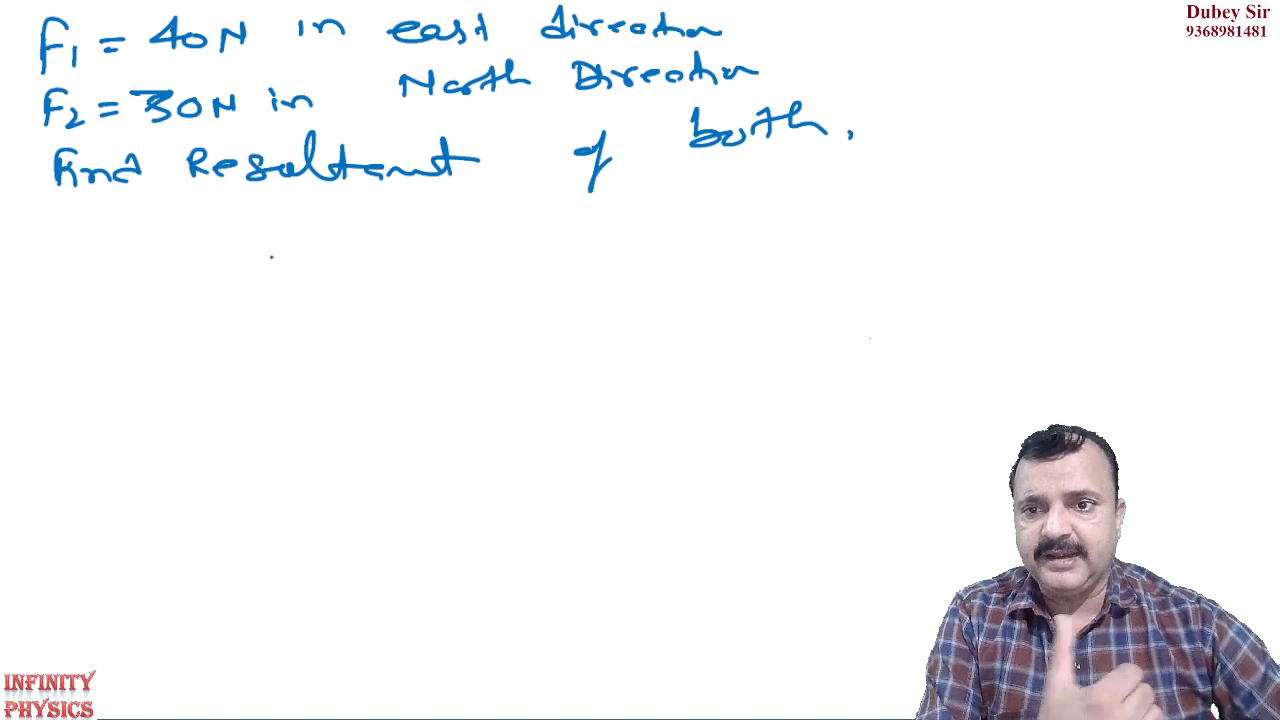 F₁ = 40N in east direction
F₂ = 30N in North Direction
Find Resultant of both.
Dubey Sir
9368981481
INFINITY
PHYSICS